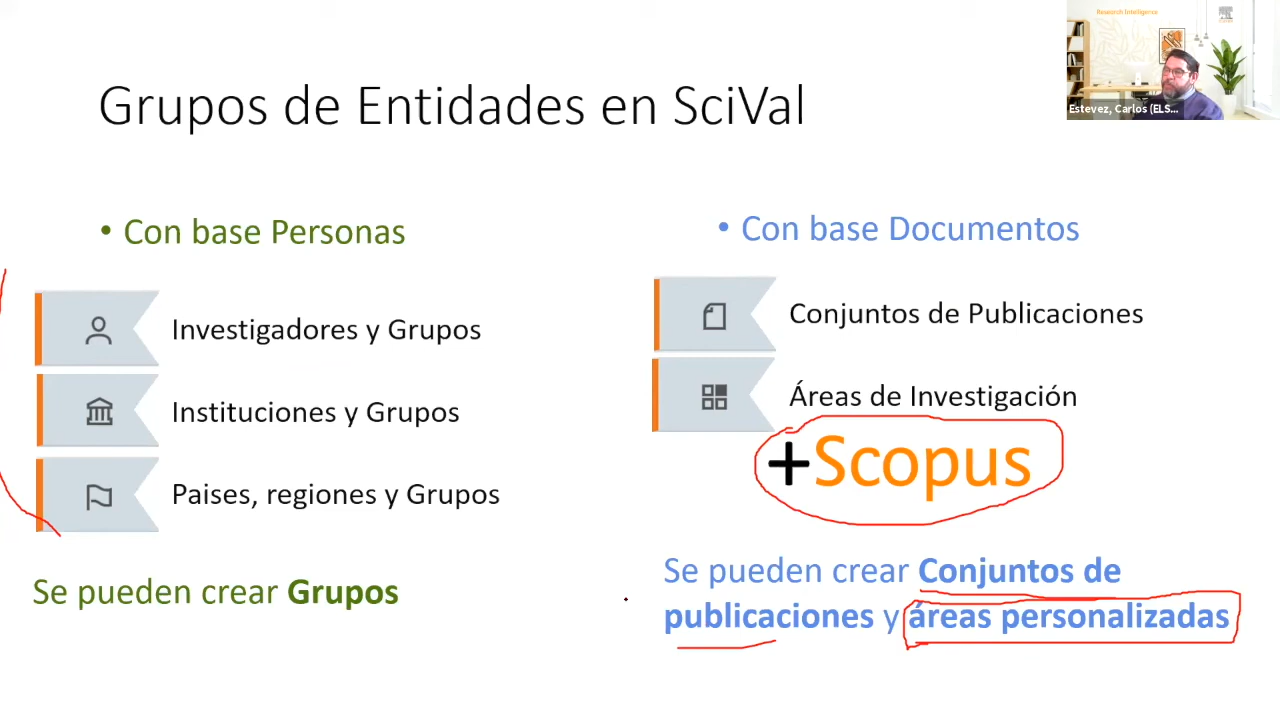 Research Intelligence
Estevez, Carlos (ELS...
Grupos de Entidades en SciVal
• Con base Personas
Investigadores y Grupos
Instituciones y Grupos
Paises, regiones y Grupos
Se pueden crear Grupos
• Con base Documentos
Conjuntos de Publicaciones
Áreas de Investigación
+Scopus
Se pueden crear Conjuntos de
publicaciones y áreas personalizadas